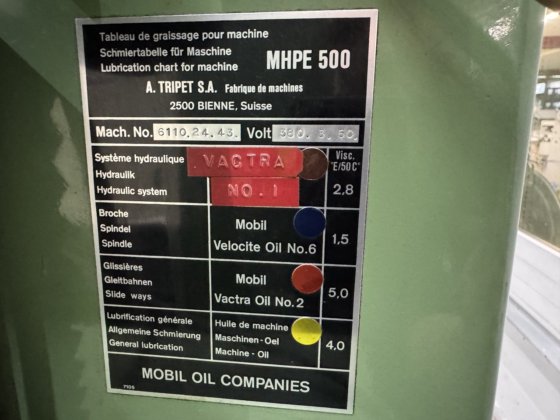 Tableau de graissage pour machine
Schmiertabelle für Maschine
Lubrication chart for machine
MHPE 500
A. TRIPET S.A. Fabrique de machines
2500 BIENNE, Suisse
Mach. No. 6110.24.43. Volt 380. 3. 50.
Système hydraulique
Hydraulik
Hydraulic system
VACTRA
NO. 1
Visc.
°E/50 C°
2,8
Broche
Spindel
Spindle
Mobil
Velocite Oil No.6
1,5
Glissières
Gleitbahnen
Slide ways
Mobil
Vactra Oil No.2
5,0
Lubrification générale
Allgemeine Schmierung
General lubrication
Huile de machine
Maschinen-Oel
Machine-Oil
4,0
MOBIL OIL COMPANIES
7106